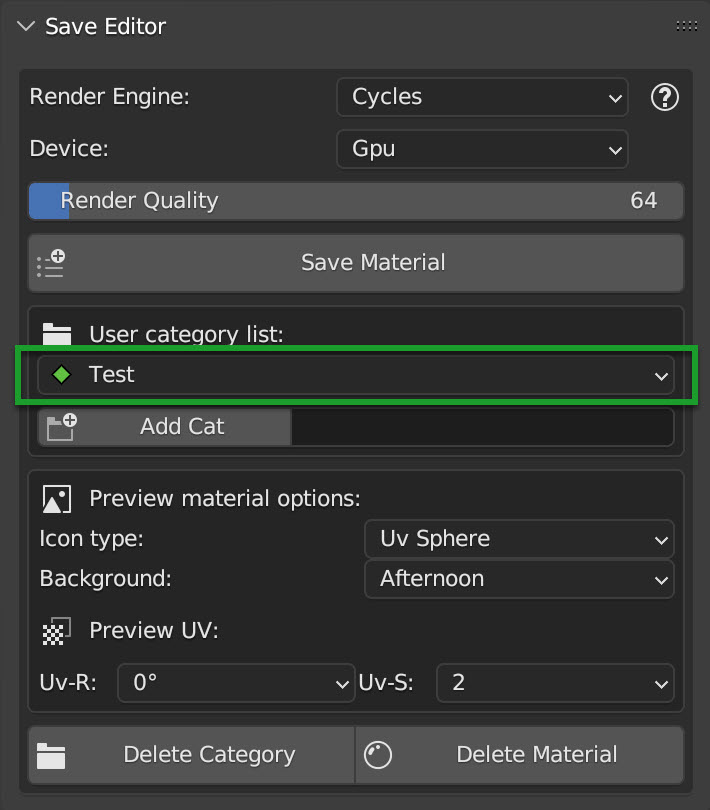 Save Editor
Render Engine: Cycles
Device: Gpu
Render Quality 64
Save Material
User category list:
Test
Add Cat
Preview material options:
Icon type: Uv Sphere
Background: Afternoon
Preview UV:
Uv-R: 0° Uv-S: 2
Delete Category Delete Material